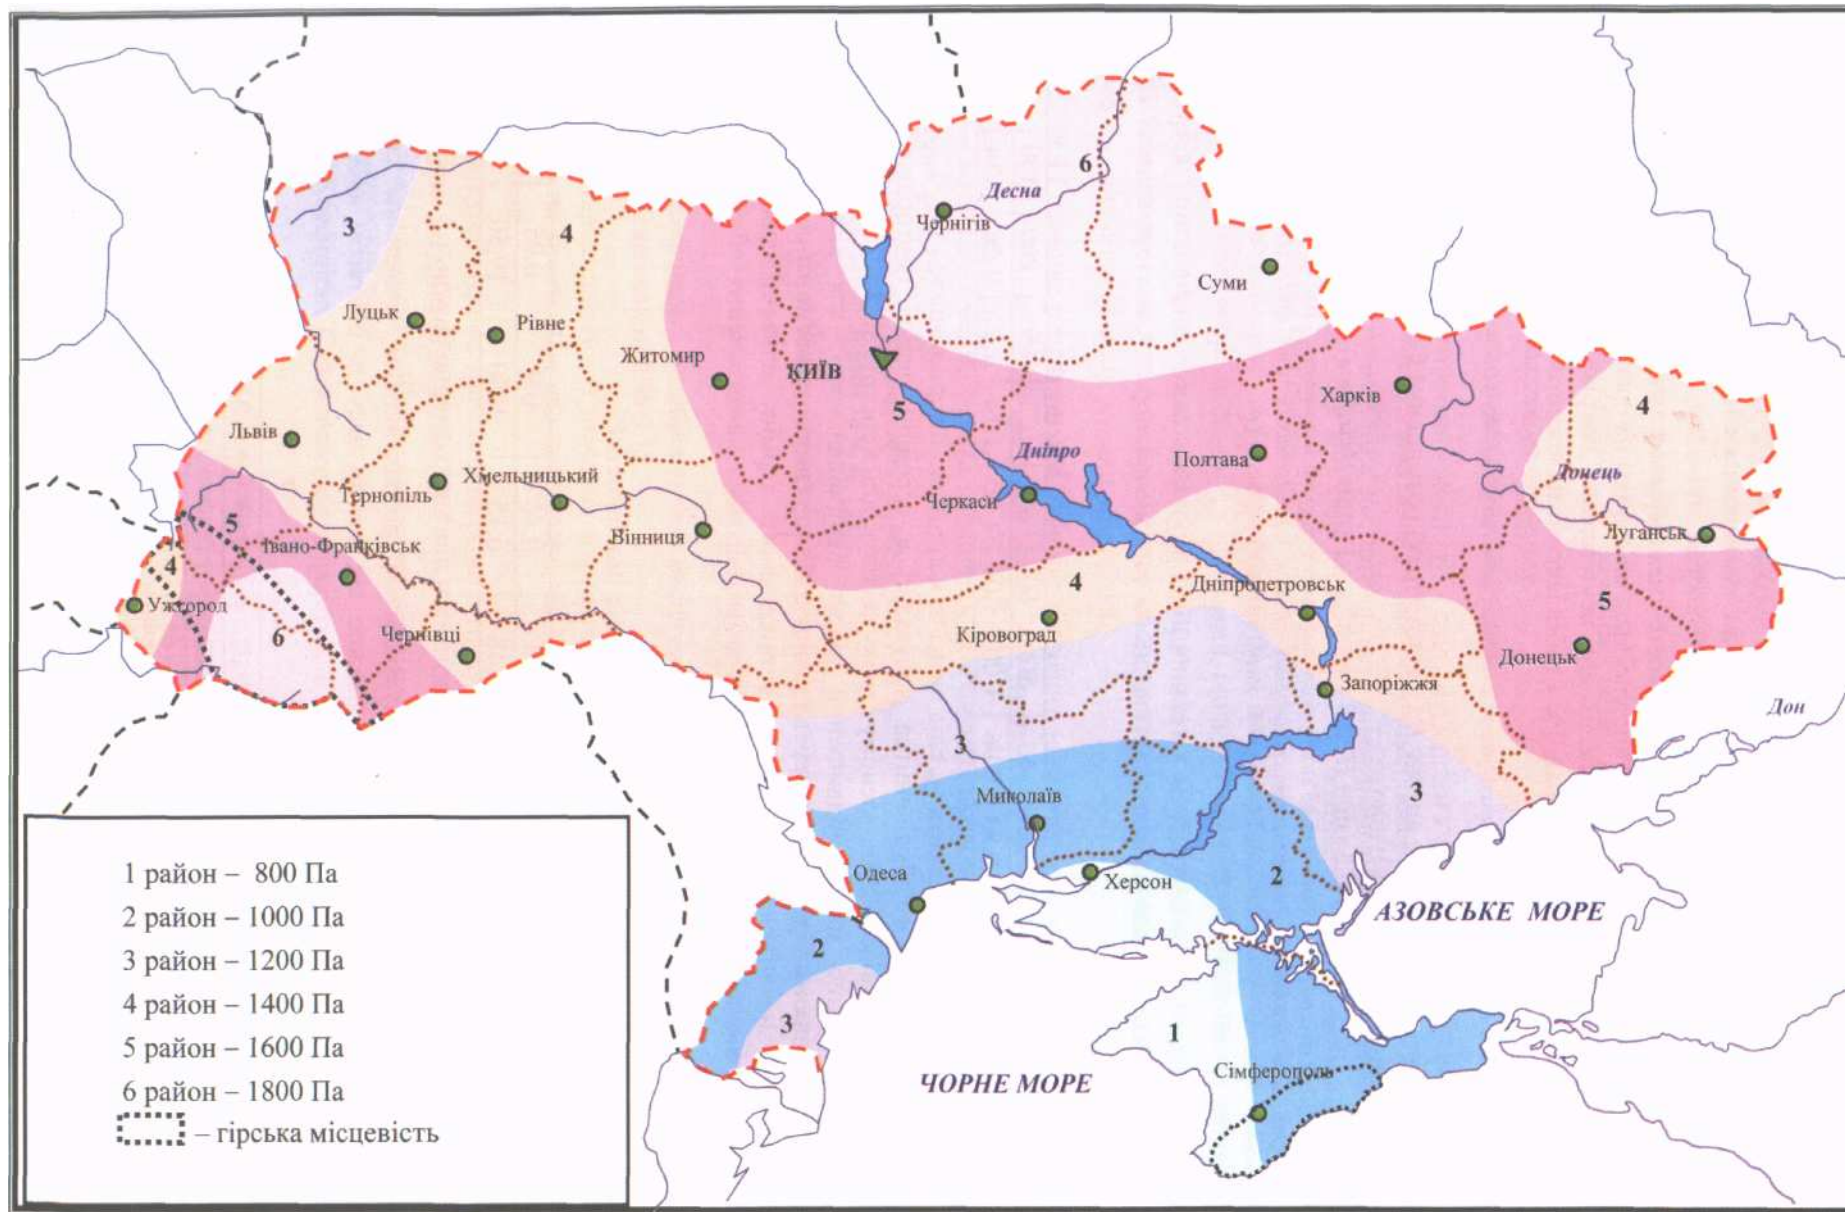 6
Десна
Чернігів
3
4
Суми
Луцьк
Рівне
Житомир
КИЇВ
5
Харків
4
Львів
Дніпро
Полтава
Тернопіль
Хмельницький
Черкаси
Донець
5
Івано-Франківськ
Вінниця
Луганськ
4
Ужгород
4
Дніпропетровськ
5
6
Чернівці
Кіровоград
Донецьк
Запоріжжя
Дон
3
3
Миколаїв
Одеса
Херсон
2
АЗОВСЬКЕ МОРЕ
2
3
1
Сімферополь
ЧОРНЕ МОРЕ
1 район – 800 Па
2 район – 1000 Па
3 район – 1200 Па
4 район – 1400 Па
5 район – 1600 Па
6 район – 1800 Па
– гірська місцевість